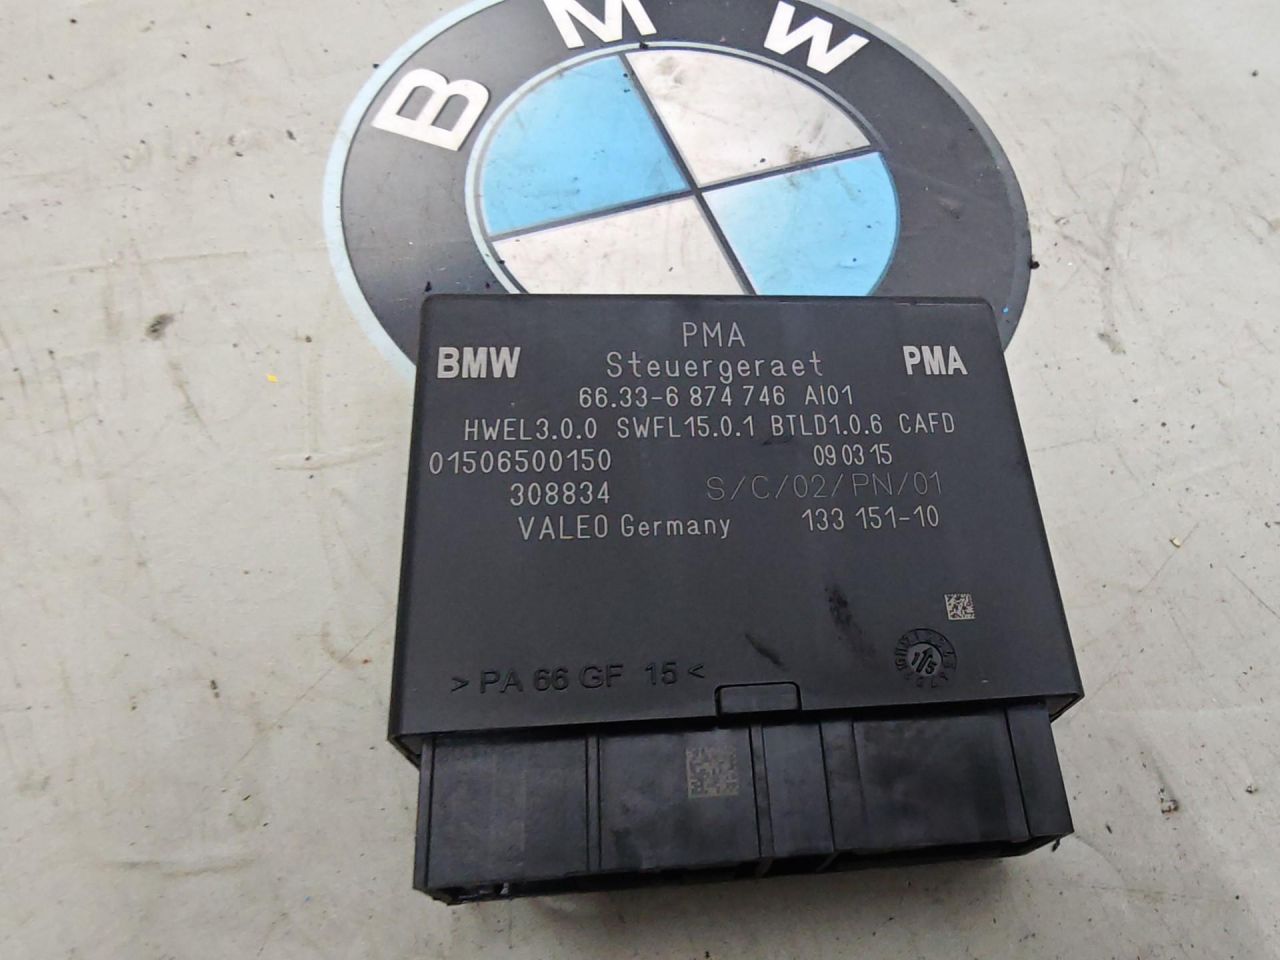 BMW
PMA
BMW Steuergeraet PMA
66.33-6 874 746 AI01
HWEL3.0.0 SWFL15.0.1 BTLD1.0.6 CAFD
01506500150 09 03 15
308834 S/C/02/PN/01
VALEO Germany 133 151-10
>PA 66 GF 15<